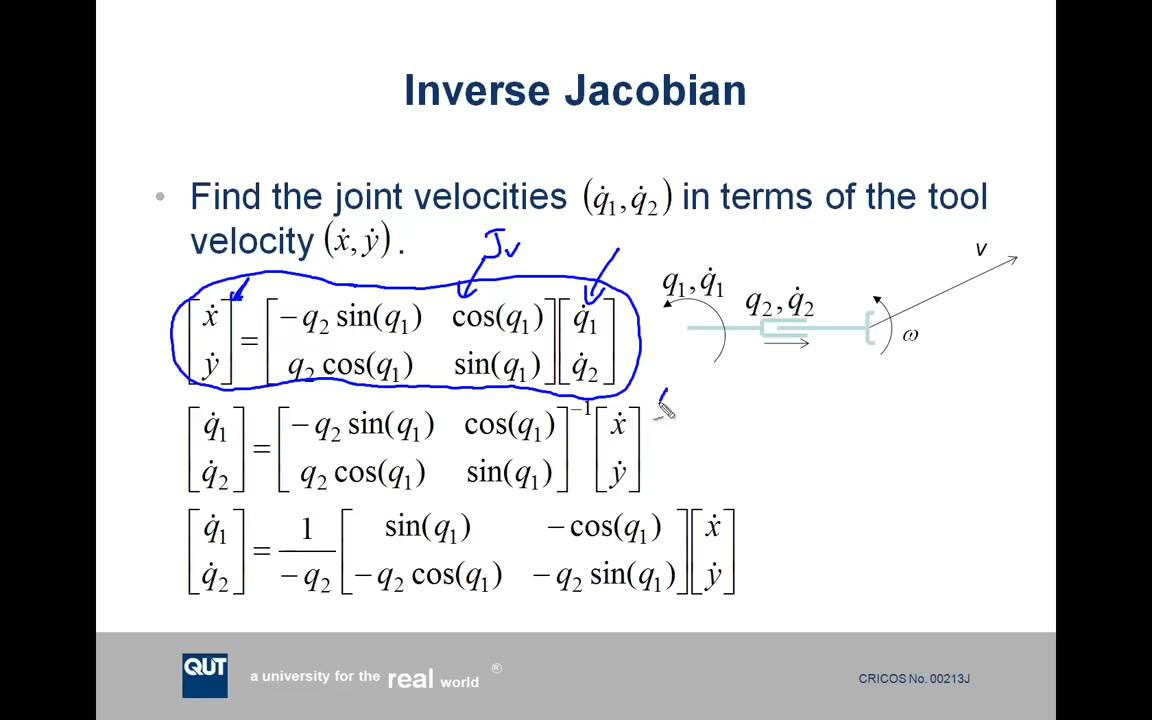 Inverse Jacobian
• Find the joint velocities (q̇₁, q̇₂) in terms of the tool
velocity (ẋ, ẏ).
Jᵥ
v
q₁, q̇₁
q₂, q̇₂
ω
[ẋ; ẏ] = [−q₂ sin(q₁) cos(q₁); q₂ cos(q₁) sin(q₁)] [q̇₁; q̇₂]
[q̇₁; q̇₂] = [−q₂ sin(q₁) cos(q₁); q₂ cos(q₁) sin(q₁)]⁻¹ [ẋ; ẏ]
[q̇₁; q̇₂] = 1/−q₂ [sin(q₁) −cos(q₁); −q₂ cos(q₁) −q₂ sin(q₁)] [ẋ; ẏ]
QUT
a university for the real world ®
CRICOS No. 00213J